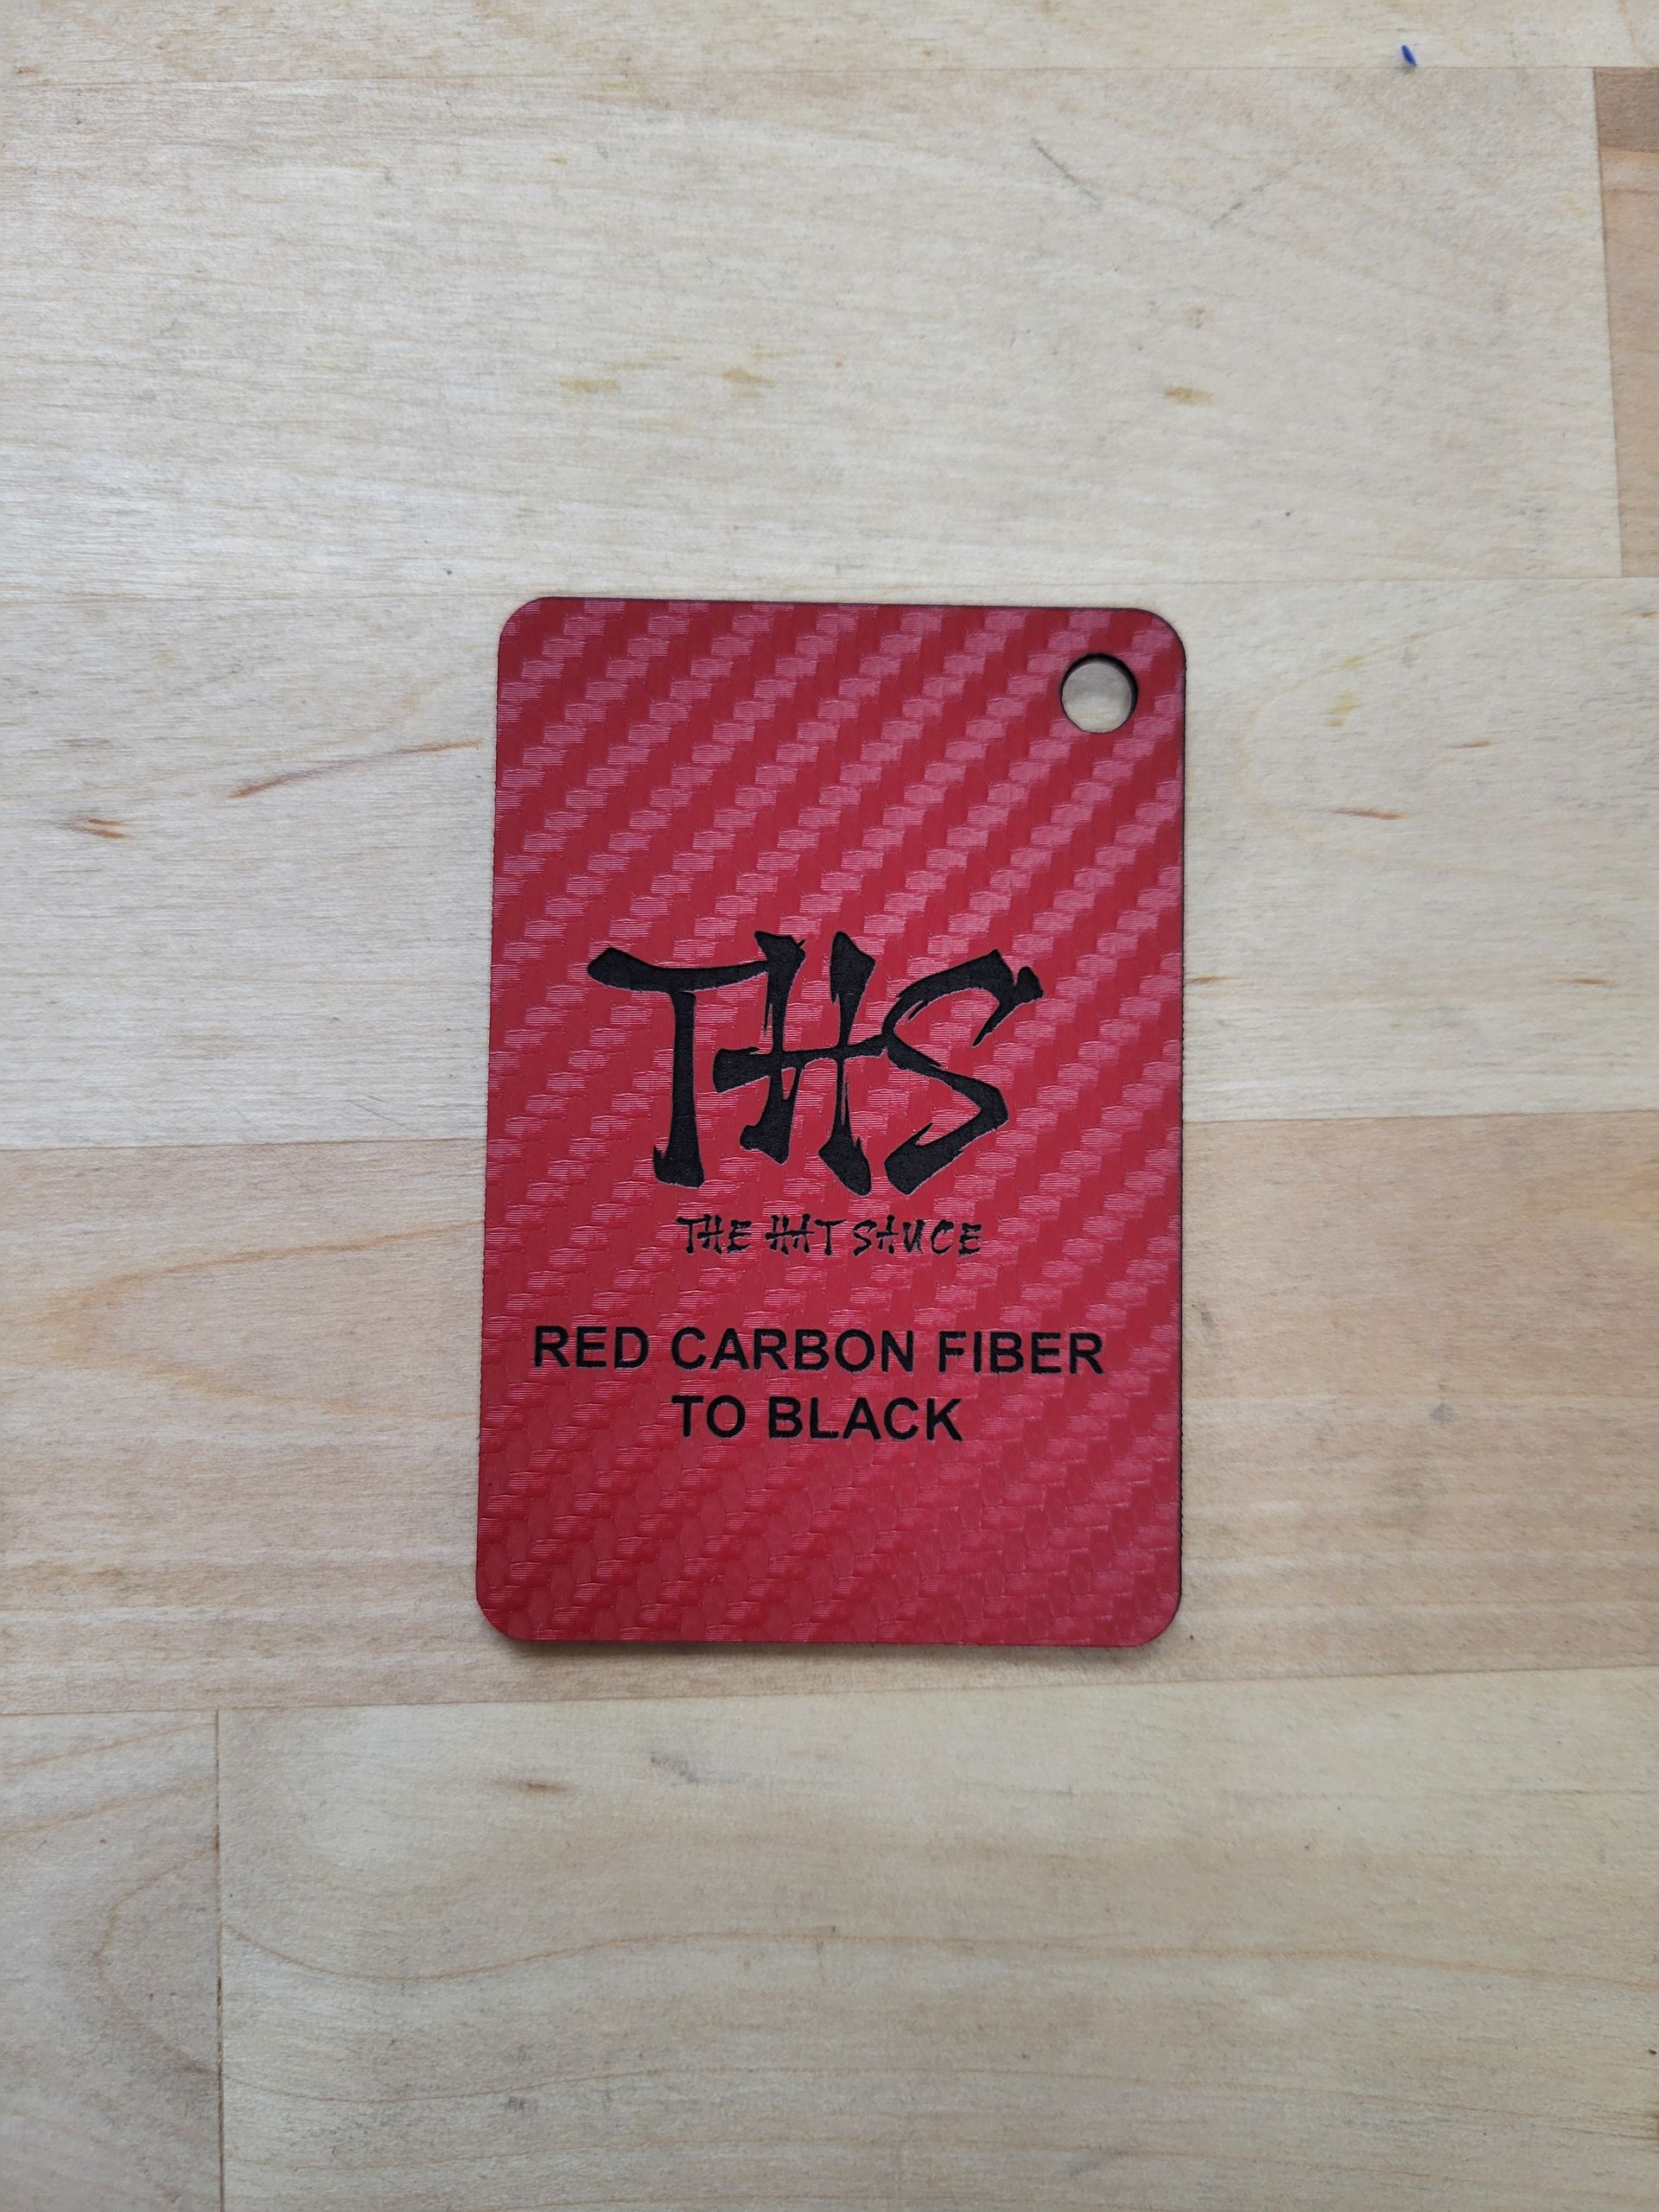 THS
THE HAT SAUCE
RED CARBON FIBER
TO BLACK